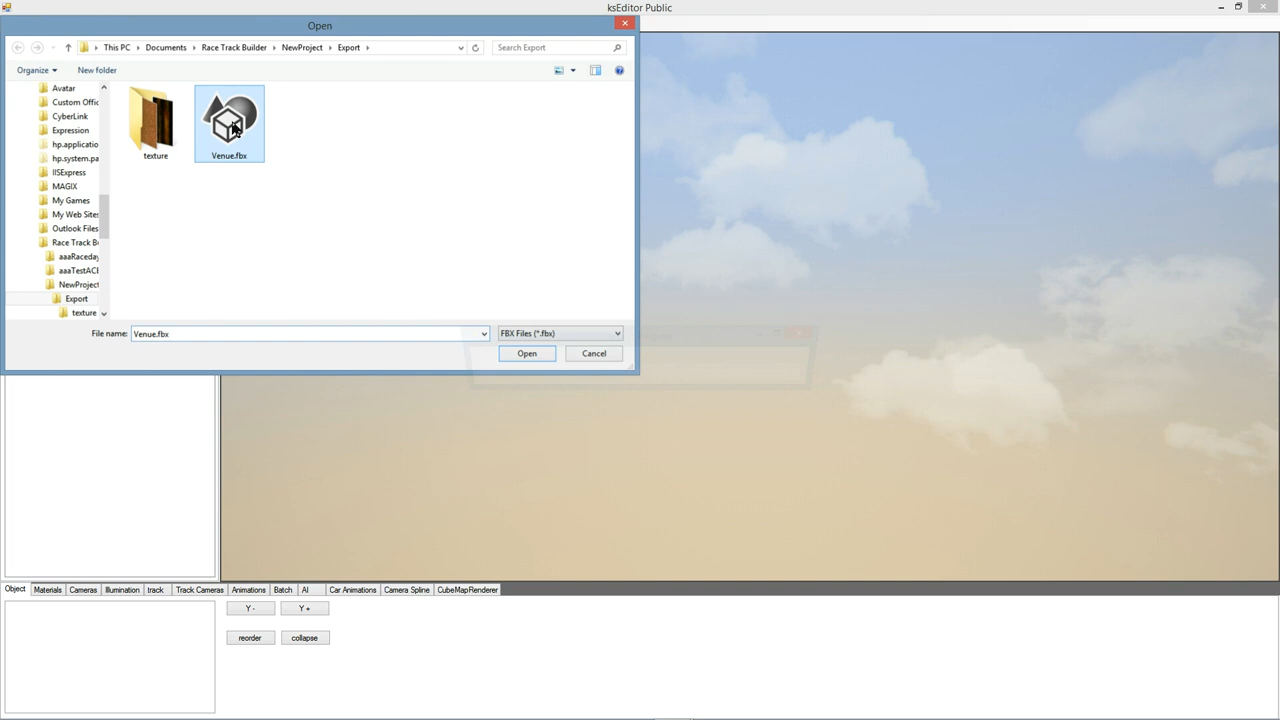 ksEditor Public
Open
This PC
Documents
Race Track Builder
NewProject
Export
Search Export
Organize
New folder
Avatar
Custom Offic
CyberLink
Expression
hp.applicatio
hp.system.pa
IISExpress
MAGIX
My Games
My Web Sites
Outlook Files
Race Track B
aaaRaceday
aaaTestACE
NewProject
Export
texture
texture
Venue.fbx
File name:
Venue.fbx
FBX Files (*.fbx)
Open
Cancel
Object
Materials
Cameras
Illumination
track
Track Cameras
Animations
Batch
AI
Car Animations
Camera Spline
CubeMapRenderer
Y -
Y +
reorder
collapse